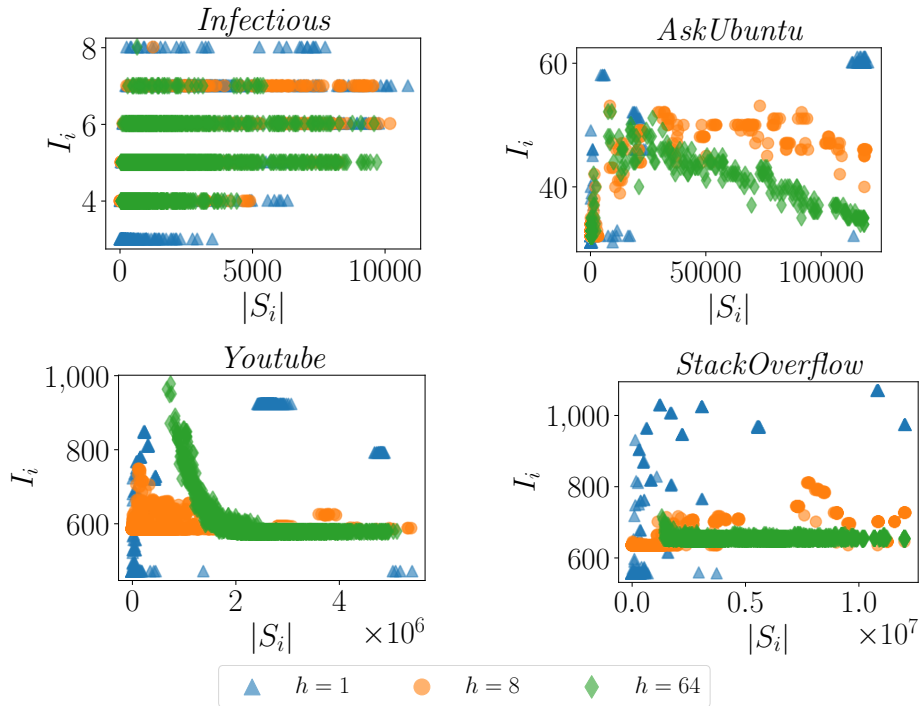 Infectious
8
6
4
I_i
0
5000
10000
|S_i|
AskUbuntu
60
40
I_i
0
50000
100000
|S_i|
Youtube
1,000
800
600
I_i
0
2
4
×10^6
|S_i|
StackOverflow
1,000
800
600
I_i
0.0
0.5
1.0
×10^7
|S_i|
h = 1
h = 8
h = 64